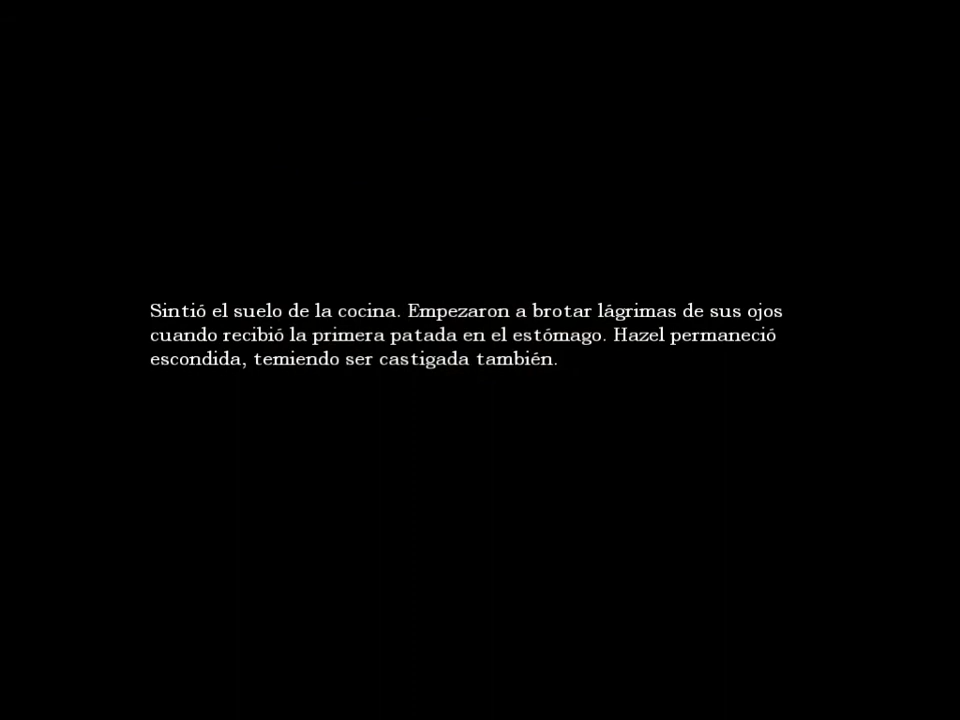 Sintió el suelo de la cocina. Empezaron a brotar lágrimas de sus ojos
cuando recibió la primera patada en el estómago. Hazel permaneció
escondida, temiendo ser castigada también.